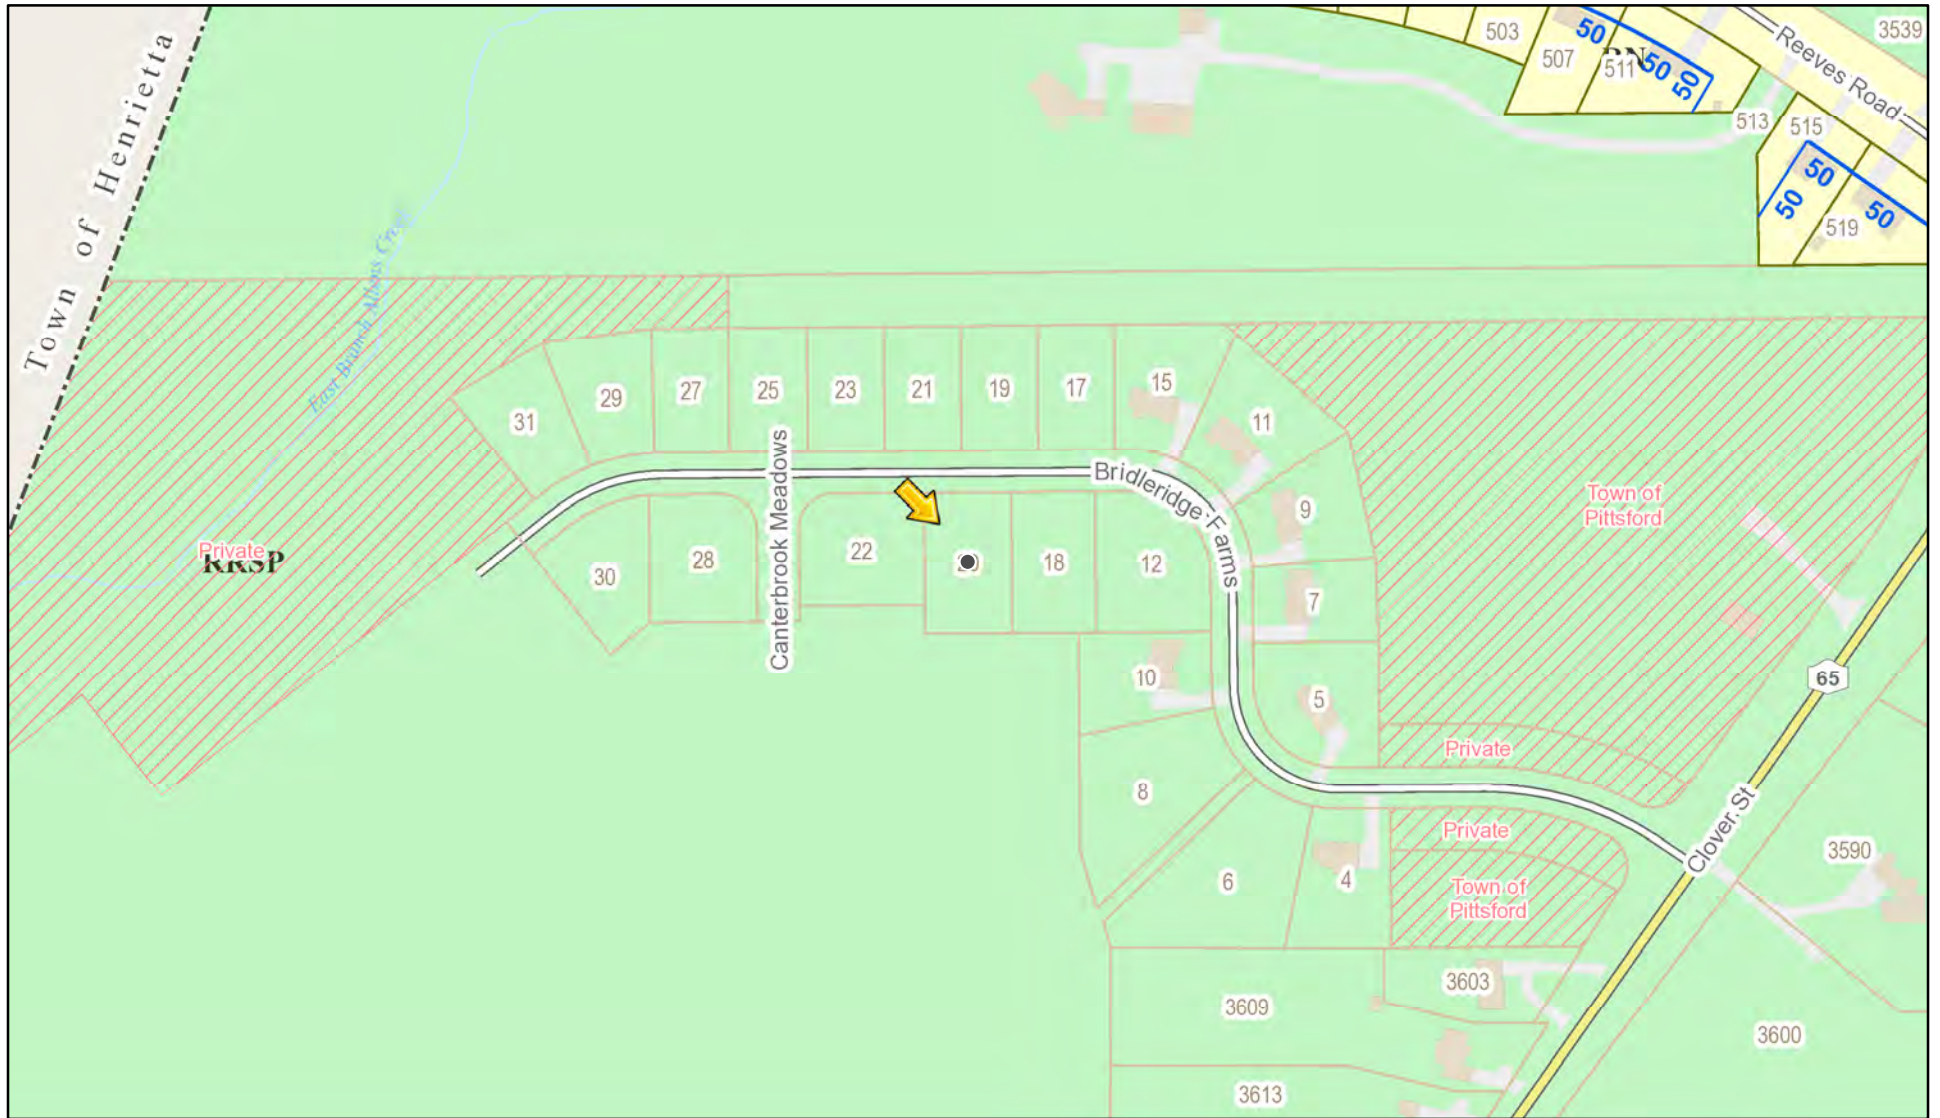 Town of Henrietta
503
507
50
RN
511
50
50
Reeves Road
3539
513
515
50
50
50
519
East Branch Allens Creek
31
29
27
25
23
21
19
17
15
11
9
7
5
Canterbrook Meadows
Bridleridge Farms
Private
RRSP
30
28
22
20
18
12
10
8
6
4
Town of
Pittsford
65
Private
Private
Town of
Pittsford
Clover St
3590
3603
3609
3600
3613